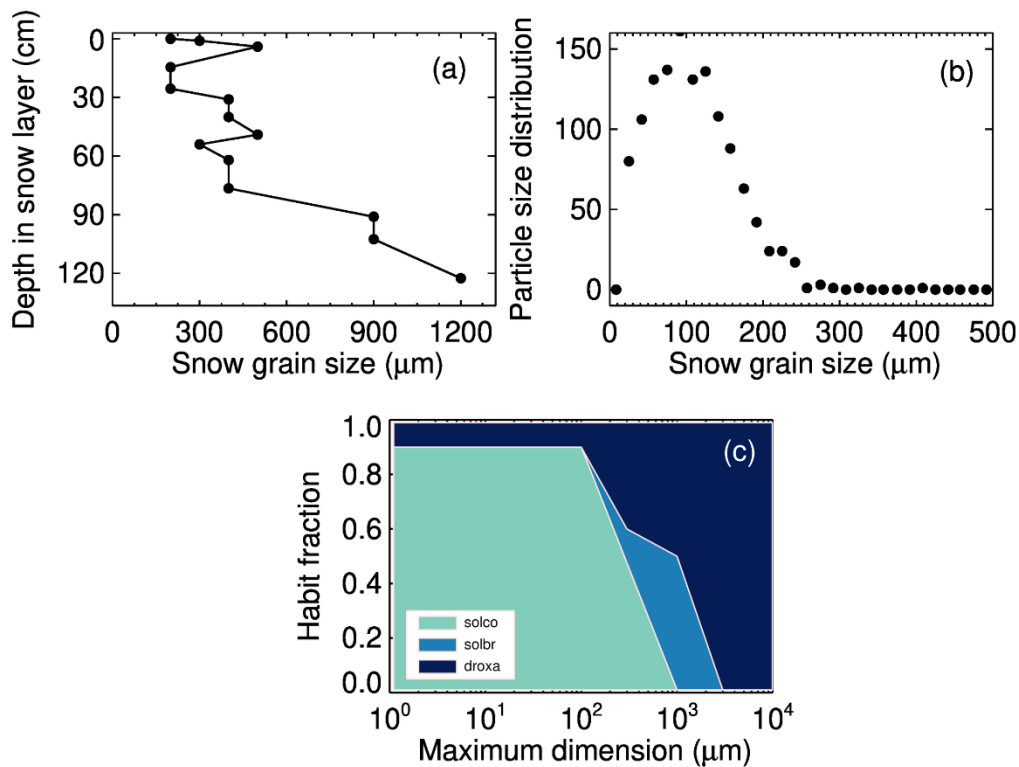 Depth in snow layer (cm)
0
30
60
90
120
(a)
0 300 600 900 1200
Snow grain size (μm)
Particle size distribution
150
100
50
0
(b)
0 100 200 300 400 500
Snow grain size (μm)
Habit fraction
1.0
0.8
0.6
0.4
0.2
0.0
(c)
solco
solbr
droxa
10⁰ 10¹ 10² 10³ 10⁴
Maximum dimension (μm)